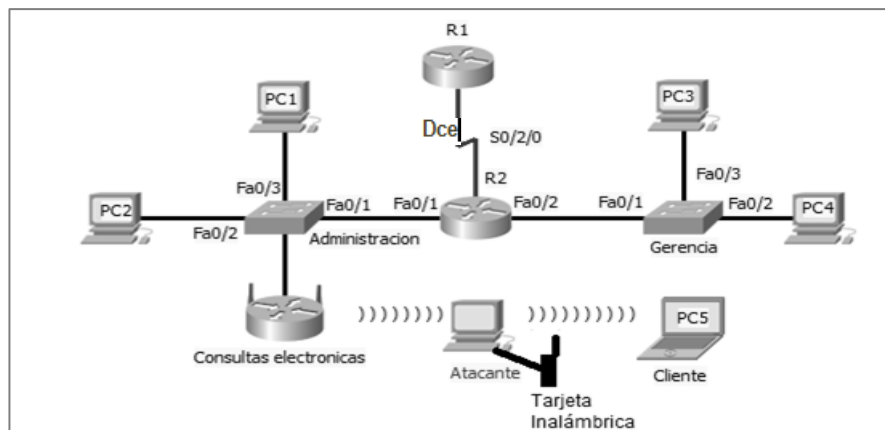 R1
PC1
PC3
Dce
S0/2/0
R2
Fa0/3
Fa0/3
PC2
Fa0/1
Fa0/1
Fa0/2
Fa0/1
Fa0/2
PC4
Fa0/2
Administracion
Gerencia
PC5
Consultas electronicas
Atacante
Cliente
Tarjeta
Inalámbrica